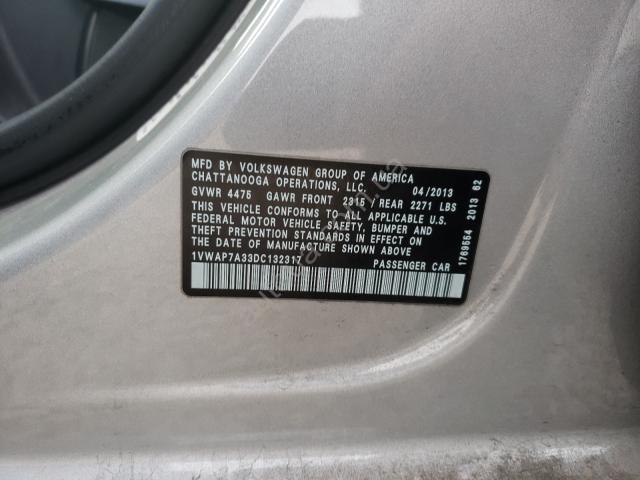 MFD BY VOLKSWAGEN GROUP OF AMERICA
CHATTANOOGA OPERATIONS, LLC. 04/2013
GVWR 4475 GAWR FRONT 2315 / REAR 2271 LBS
THIS VEHICLE CONFORMS TO ALL APPLICABLE U.S.
FEDERAL MOTOR VEHICLE SAFETY, BUMPER AND
THEFT PREVENTION STANDARDS IN EFFECT ON
THE DATE OF MANUFACTURE SHOWN ABOVE
1VWAP7A33DC132317 PASSENGER CAR
1769554 2013 62